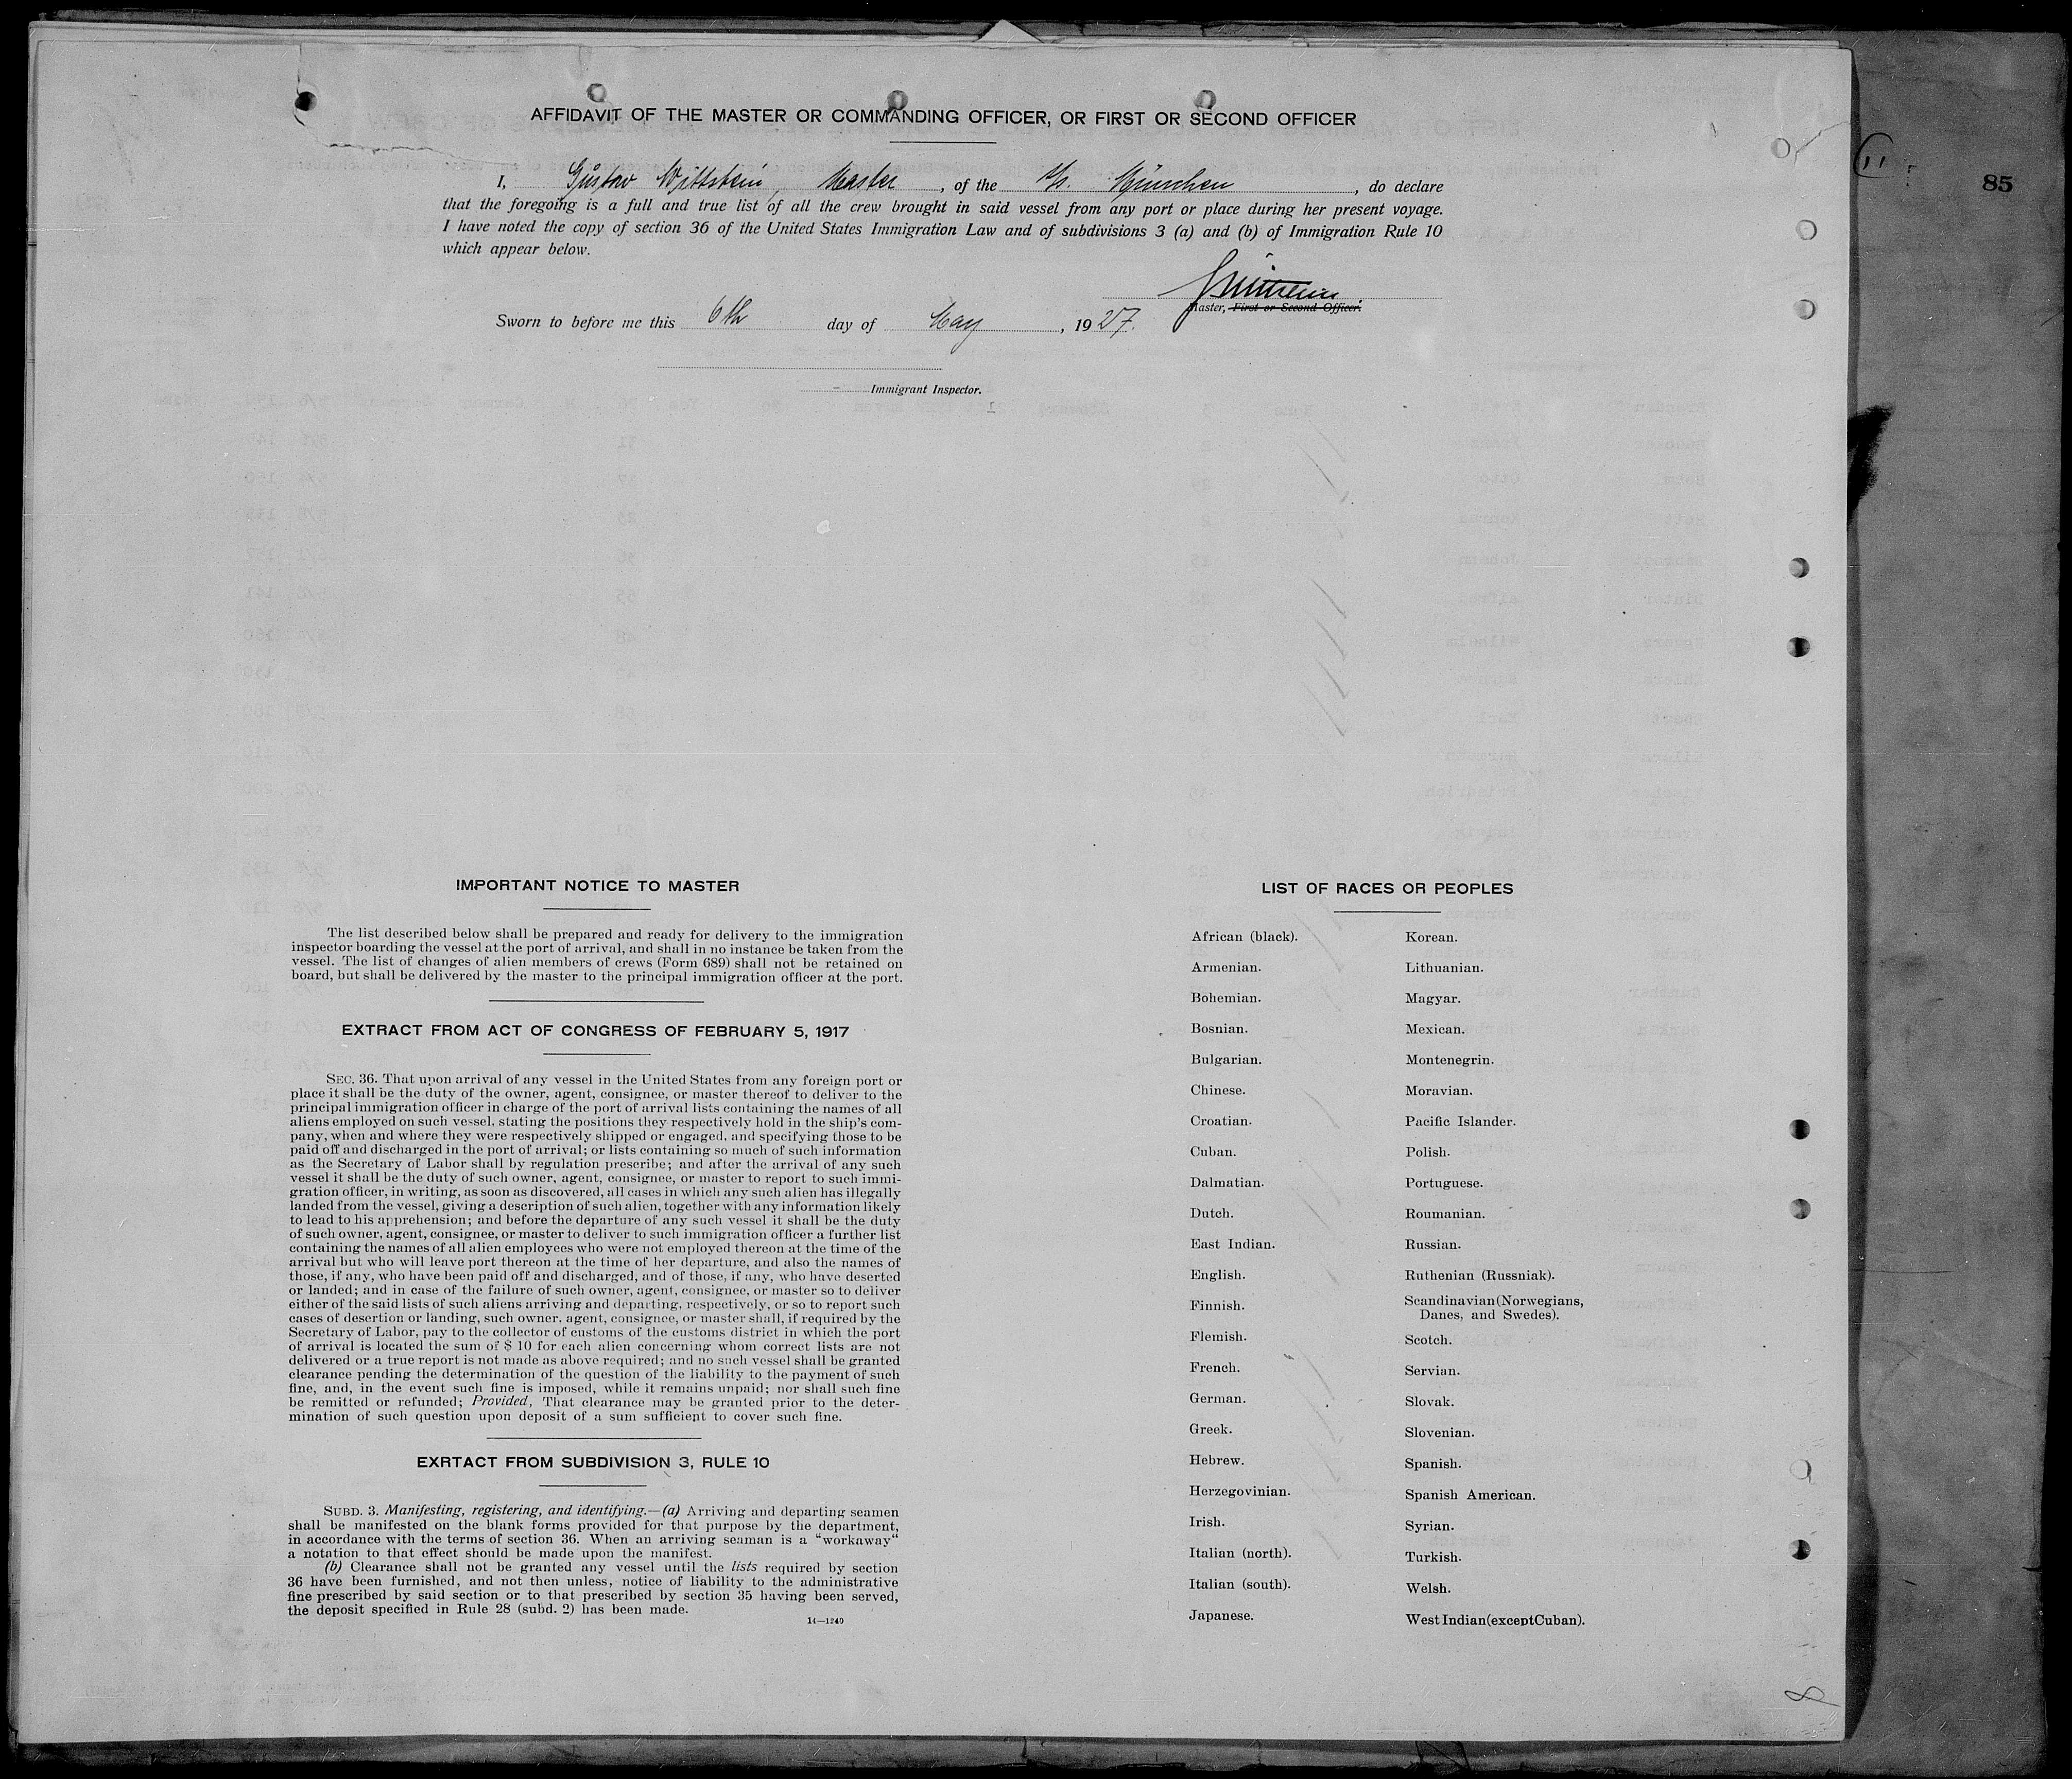 AFFIDAVIT OF THE MASTER OR COMMANDING OFFICER, OR FIRST OR SECOND OFFICER
I, Gustav Wittstein, Master, of the S/s. München, do declare
that the foregoing is a full and true list of all the crew brought in said vessel from any port or place during her present voyage.
I have noted the copy of section 36 of the United States Immigration Law and of subdivisions 3 (a) and (b) of Immigration Rule 10
which appear below.
Master, First or Second Officer.
Sworn to before me this 6th day of May, 1927.
Immigrant Inspector.
11
85
IMPORTANT NOTICE TO MASTER
The list described below shall be prepared and ready for delivery to the immigration
inspector boarding the vessel at the port of arrival, and shall in no instance be taken from the
vessel. The list of changes of alien members of crews (Form 689) shall not be retained on
board, but shall be delivered by the master to the principal immigration officer at the port.
EXTRACT FROM ACT OF CONGRESS OF FEBRUARY 5, 1917
SEC. 36. That upon arrival of any vessel in the United States from any foreign port or
place it shall be the duty of the owner, agent, consignee, or master thereof to deliver to the
principal immigration officer in charge of the port of arrival lists containing the names of all
aliens employed on such vessel, stating the positions they respectively hold in the ship's com-
pany, when and where they were respectively shipped or engaged, and specifying those to be
paid off and discharged in the port of arrival; or lists containing so much of such information
as the Secretary of Labor shall by regulation prescribe; and after the arrival of any such
vessel it shall be the duty of such owner, agent, consignee, or master to report to such immi-
gration officer, in writing, as soon as discovered, all cases in which any such alien has illegally
landed from the vessel, giving a description of such alien, together with any information likely
to lead to his apprehension; and before the departure of any such vessel it shall be the duty
of such owner, agent, consignee, or master to deliver to such immigration officer a further list
containing the names of all alien employees who were not employed thereon at the time of the
arrival but who will leave port thereon at the time of her departure, and also the names of
those, if any, who have been paid off and discharged, and of those, if any, who have deserted
or landed; and in case of the failure of such owner, agent, consignee, or master so to deliver
either of the said lists of such aliens arriving and departing, respectively, or so to report such
cases of desertion or landing, such owner, agent, consignee, or master shall, if required by the
Secretary of Labor, pay to the collector of customs of the customs district in which the port
of arrival is located the sum of $ 10 for each alien concerning whom correct lists are not
delivered or a true report is not made as above required; and no such vessel shall be granted
clearance pending the determination of the question of the liability to the payment of such
fine, and, in the event such fine is imposed, while it remains unpaid; nor shall such fine
be remitted or refunded; Provided, That clearance may be granted prior to the deter-
mination of such question upon deposit of a sum sufficient to cover such fine.
EXRTACT FROM SUBDIVISION 3, RULE 10
SUBD. 3. Manifesting, registering, and identifying.—(a) Arriving and departing seamen
shall be manifested on the blank forms provided for that purpose by the department,
in accordance with the terms of section 36. When an arriving seaman is a “workaway“
a notation to that effect should be made upon the manifest.
(b) Clearance shall not be granted any vessel until the lists required by section
36 have been furnished, and not then unless, notice of liability to the administrative
fine prescribed by said section or to that prescribed by section 35 having been served,
the deposit specified in Rule 28 (subd. 2) has been made.
14—1240
LIST OF RACES OR PEOPLES
African (black).
Armenian.
Bohemian.
Bosnian.
Bulgarian.
Chinese.
Croatian.
Cuban.
Dalmatian.
Dutch.
East Indian.
English.
Finnish.
Flemish.
French.
German.
Greek.
Hebrew.
Herzegovinian.
Irish.
Italian (north).
Italian (south).
Japanese.
Korean.
Lithuanian.
Magyar.
Mexican.
Montenegrin.
Moravian.
Pacific Islander.
Polish.
Portuguese.
Roumanian.
Russian.
Ruthenian (Russniak).
Scandinavian(Norwegians,
Danes, and Swedes).
Scotch.
Servian.
Slovak.
Slovenian.
Spanish.
Spanish American.
Syrian.
Turkish.
Welsh.
West Indian(exceptCuban).
8